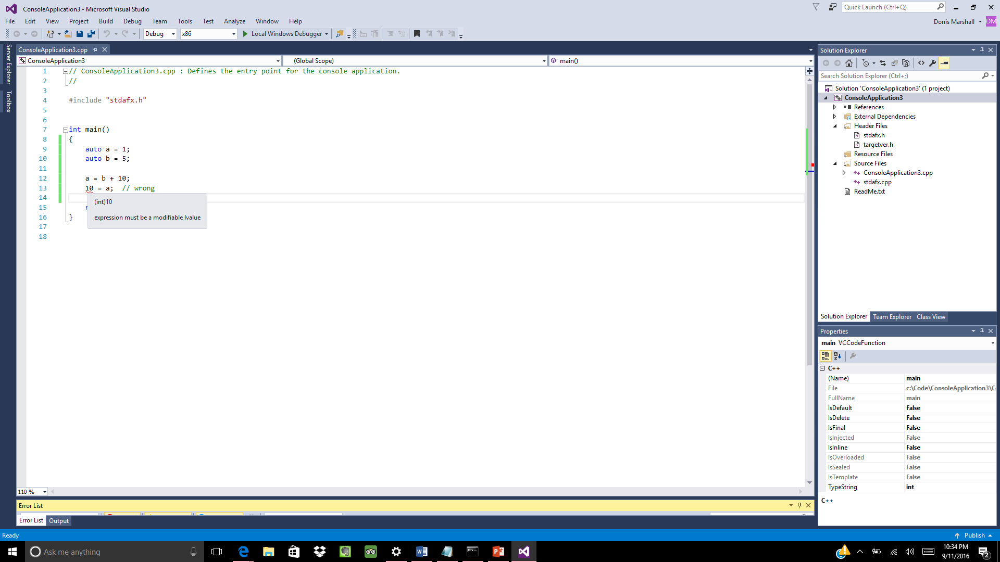 ConsoleApplication3 - Microsoft Visual Studio
Quick Launch (Ctrl+Q)
File Edit View Project Build Debug Team Tools Test Analyze Window Help
Donis Marshall DM
Debug x86 Local Windows Debugger
Server Explorer
Toolbox
ConsoleApplication3.cpp
ConsoleApplication3 (Global Scope) main()
1 // ConsoleApplication3.cpp : Defines the entry point for the console application.
2 //
3
4 #include "stdafx.h"
5
6
7 int main()
8 {
9 auto a = 1;
10 auto b = 5;
11
12 a = b + 10;
13 10 = a; // wrong
14
15
16 }
17
18
(int)10
expression must be a modifiable lvalue
110 %
Error List
Error List Output
Solution Explorer
Search Solution Explorer (Ctrl+;)
Solution 'ConsoleApplication3' (1 project)
ConsoleApplication3
References
External Dependencies
Header Files
stdafx.h
targetver.h
Resource Files
Source Files
ConsoleApplication3.cpp
stdafx.cpp
ReadMe.txt
Solution Explorer Team Explorer Class View
Properties
main VCCodeFunction
C++
(Name) main
File c:\Code\ConsoleApplication3\C
FullName main
IsDefault False
IsDelete False
IsFinal False
IsInjected False
IsInline False
IsOverloaded False
IsSealed False
IsTemplate False
TypeString int
C++
Ready
Publish
Ask me anything
10:34 PM
9/11/2016
2